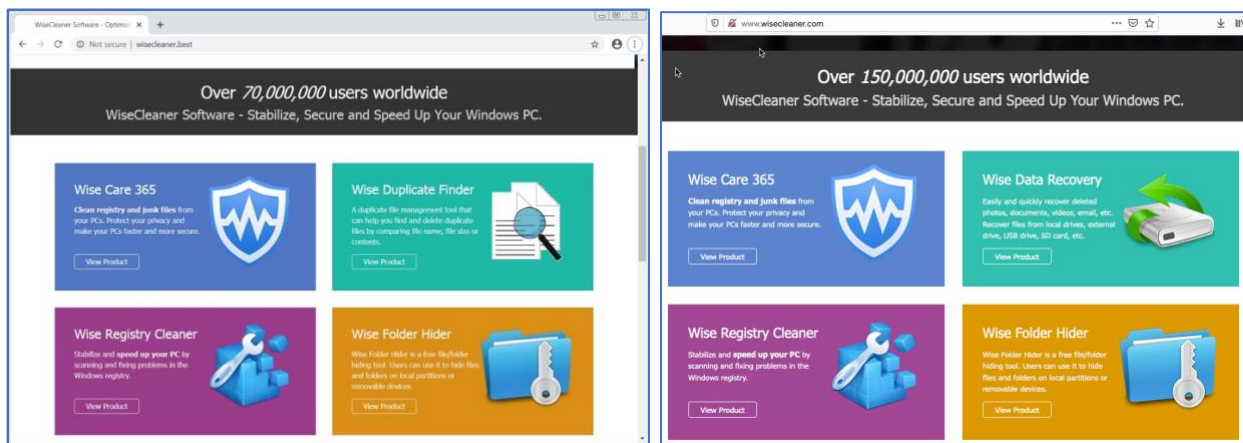 WiseCleaner Software - Optimiz
Not secure | wisecleaner.best
Over 70,000,000 users worldwide
WiseCleaner Software - Stabilize, Secure and Speed Up Your Windows PC.
Wise Care 365
Clean registry and junk files from
your PCs. Protect your privacy and
make your PCs faster and more secure.
View Product
Wise Duplicate Finder
A duplicate file management tool that
can help you find and delete duplicate
files by comparing file name, file size or
contents.
View Product
Wise Registry Cleaner
Stabilize and speed up your PC by
scanning and fixing problems in the
Windows registry.
View Product
Wise Folder Hider
Wise Folder Hider is a free file/folder
hiding tool. Users can use it to hide files
and folders on local partitions or
removable devices.
View Product
www.wisecleaner.com
Over 150,000,000 users worldwide
WiseCleaner Software - Stabilize, Secure and Speed Up Your Windows PC.
Wise Care 365
Clean registry and junk files from
your PCs. Protect your privacy and
make your PCs faster and more secure.
View Product
Wise Data Recovery
Easily and quickly recover deleted
photos, documents, videos, email, etc.
Recover files from local drives, external
drive, USB drive, SD card, etc.
View Product
Wise Registry Cleaner
Stabilize and speed up your PC by
scanning and fixing problems in the
Windows registry.
View Product
Wise Folder Hider
Wise Folder Hider is a free file/folder
hiding tool. Users can use it to hide
files and folders on local partitions or
removable devices.
View Product